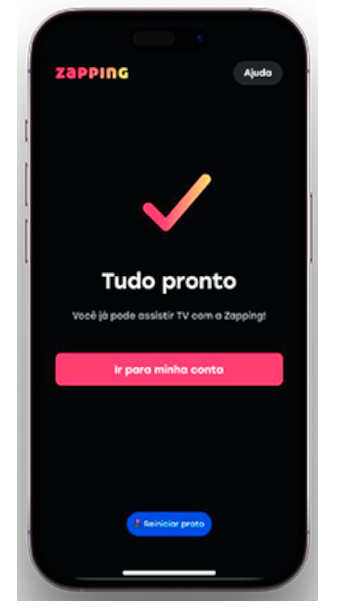 ZAPPING
Ajuda
Tudo pronto
Você já pode assistir TV com a Zapping!
Ir para minha conta
Reiniciar proto